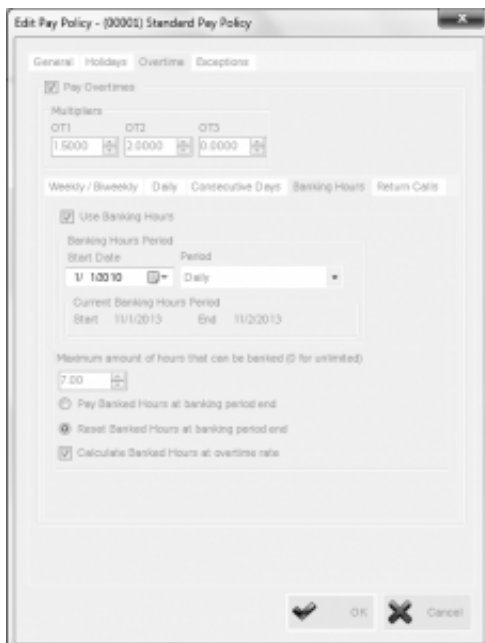 Edit Pay Policy - (00001) Standard Pay Policy
General Holidays Overtime Exceptions
Pay Overtimes
Multipliers
OT1 OT2 OT3
1.5000 2.0000 0.0000
Weekly / Biweekly Daily Consecutive Days Banking Hours Return Calls
Use Banking Hours
Banking Hours Period
Start Date Period
1/ 1/2010 Daily
Current Banking Hours Period
Start 11/1/2013 End 11/2/2013
Maximum amount of hours that can be banked (0 for unlimited)
7.00
Pay Banked Hours at banking period end
Reset Banked Hours at banking period end
Calculate Banked Hours at overtime rate
OK Cancel